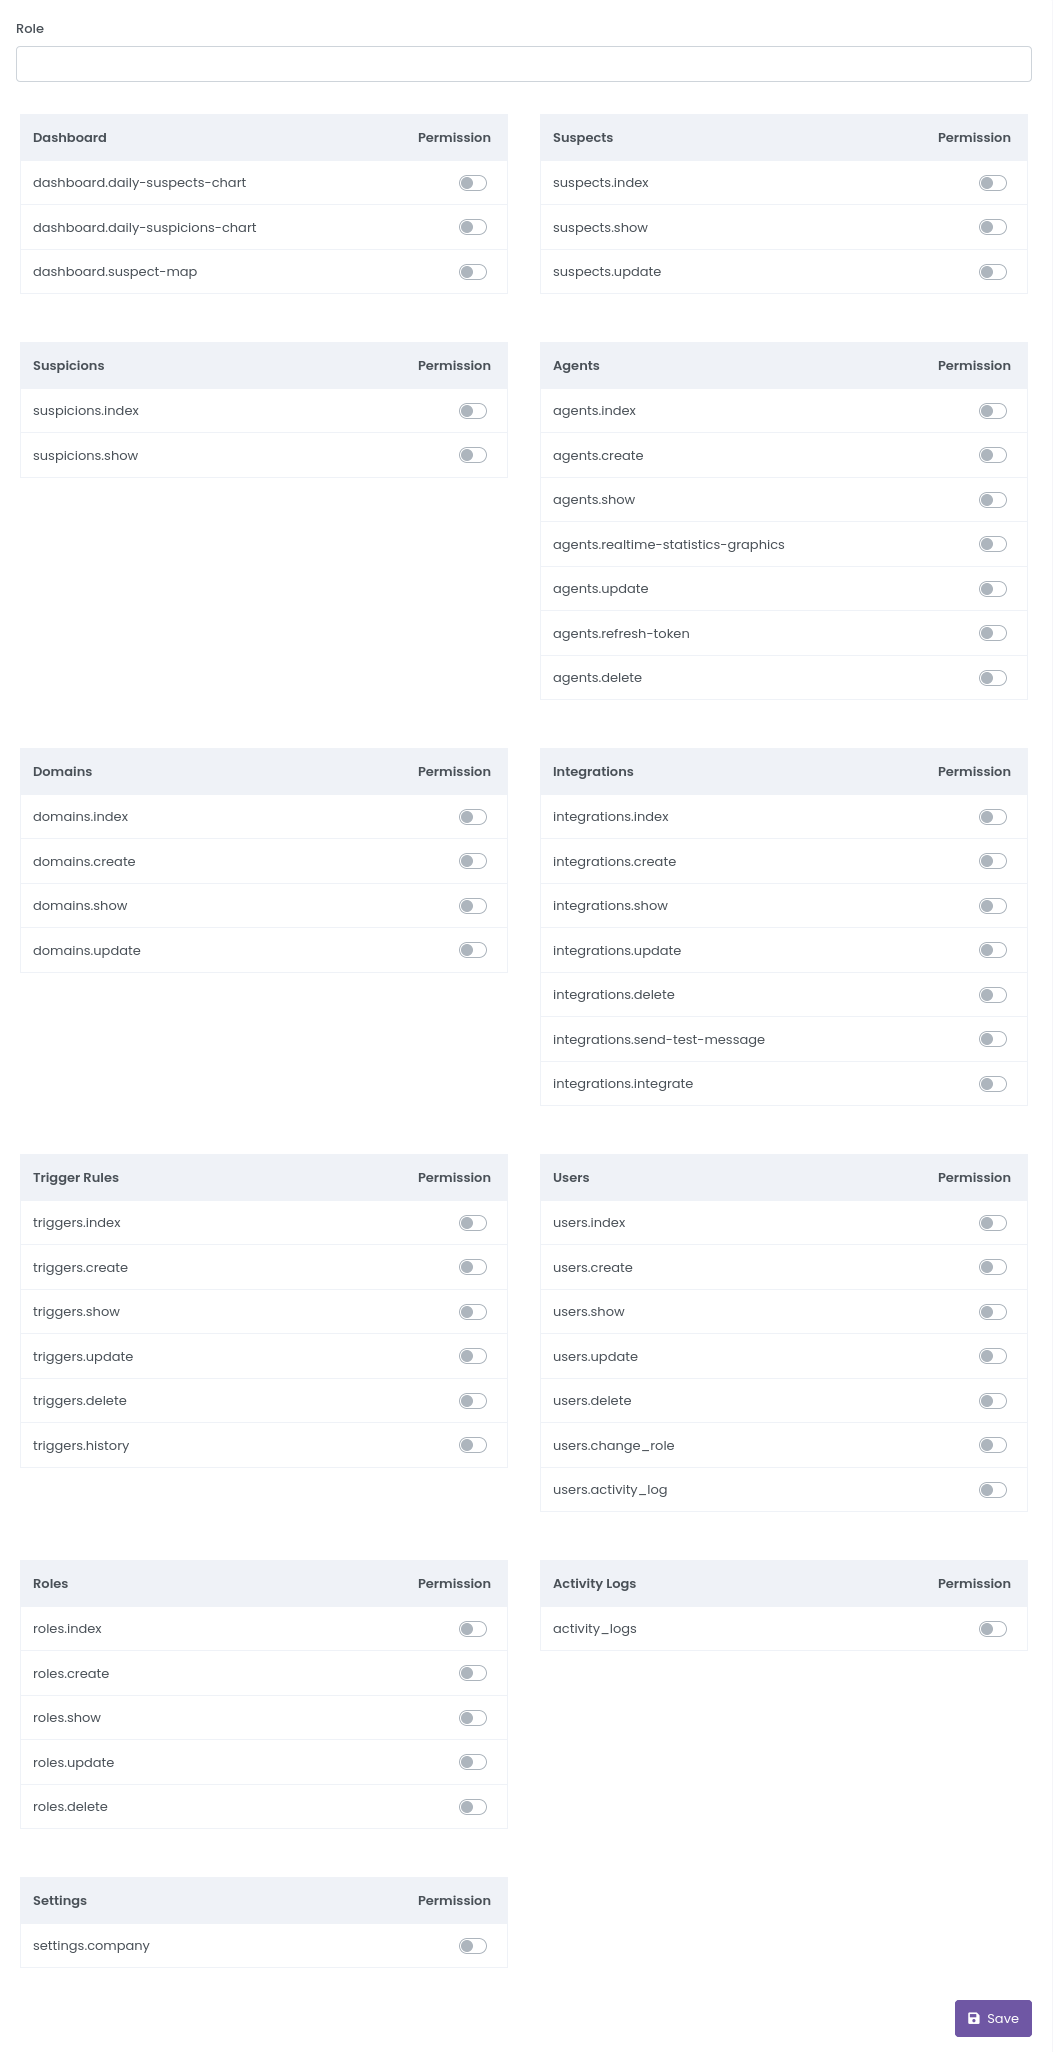 Role
Dashboard Permission
dashboard.daily-suspects-chart
dashboard.daily-suspicions-chart
dashboard.suspect-map
Suspects Permission
suspects.index
suspects.show
suspects.update
Suspicions Permission
suspicions.index
suspicions.show
Agents Permission
agents.index
agents.create
agents.show
agents.realtime-statistics-graphics
agents.update
agents.refresh-token
agents.delete
Domains Permission
domains.index
domains.create
domains.show
domains.update
Integrations Permission
integrations.index
integrations.create
integrations.show
integrations.update
integrations.delete
integrations.send-test-message
integrations.integrate
Trigger Rules Permission
triggers.index
triggers.create
triggers.show
triggers.update
triggers.delete
triggers.history
Users Permission
users.index
users.create
users.show
users.update
users.delete
users.change_role
users.activity_log
Roles Permission
roles.index
roles.create
roles.show
roles.update
roles.delete
Activity Logs Permission
activity_logs
Settings Permission
settings.company
Save